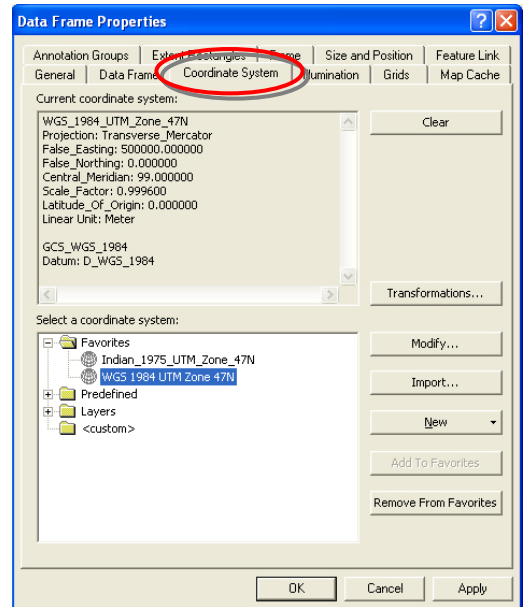 Data Frame Properties
Annotation Groups Extent Rectangles Frame Size and Position Feature Link
General Data Frame Coordinate System Illumination Grids Map Cache
Current coordinate system:
WGS_1984_UTM_Zone_47N
Projection: Transverse_Mercator
False_Easting: 500000.000000
False_Northing: 0.000000
Central_Meridian: 99.000000
Scale_Factor: 0.999600
Latitude_Of_Origin: 0.000000
Linear Unit: Meter
GCS_WGS_1984
Datum: D_WGS_1984
Clear
Transformations...
Select a coordinate system:
Favorites
Indian_1975_UTM_Zone_47N
WGS 1984 UTM Zone 47N
Predefined
Layers
<custom>
Modify...
Import...
New
Add To Favorites
Remove From Favorites
OK Cancel Apply